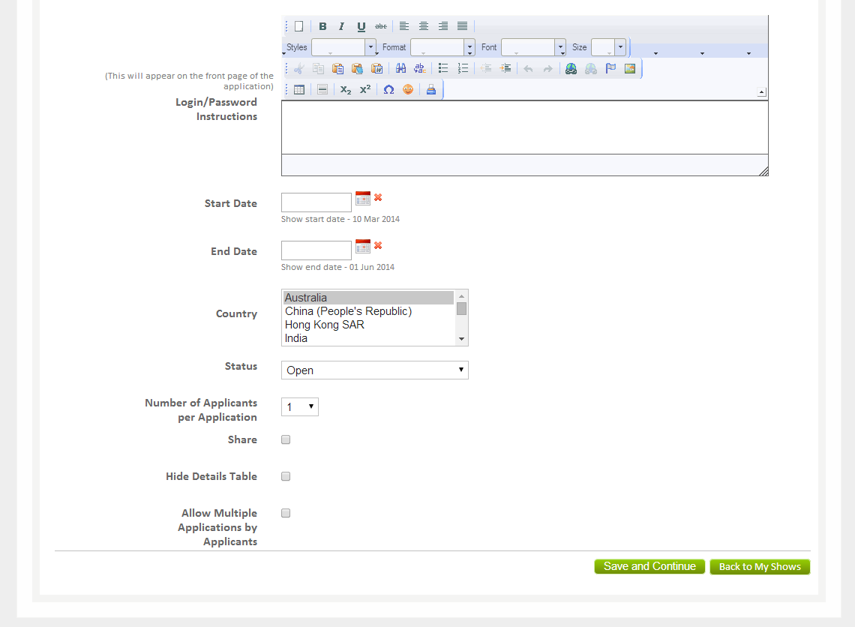 B I U abc
Styles Format Font Size
X₂ X²
(This will appear on the front page of the
application)
Login/Password
Instructions
Start Date
Show start date - 10 Mar 2014
End Date
Show end date - 01 Jun 2014
Country
Australia
China (People's Republic)
Hong Kong SAR
India
Status
Open
Number of Applicants
per Application
1
Share
Hide Details Table
Allow Multiple
Applications by
Applicants
Save and Continue Back to My Shows